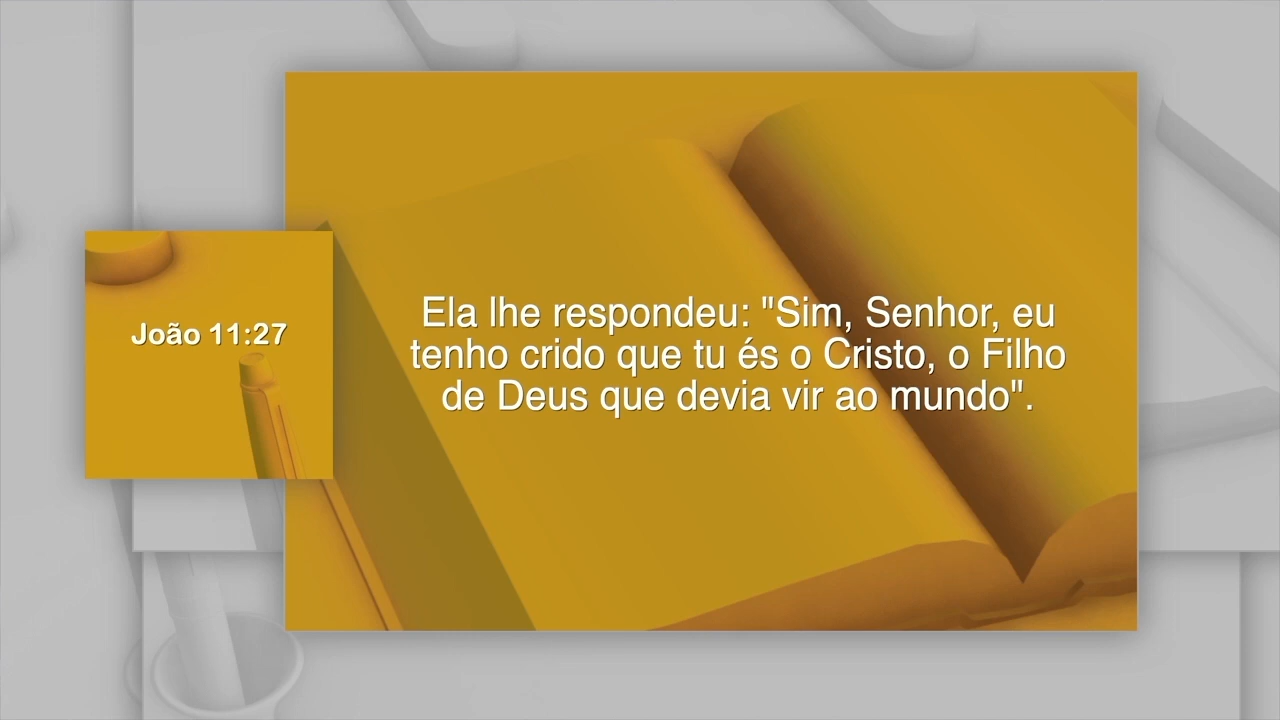 João 11:27
Ela lhe respondeu: "Sim, Senhor, eu
tenho crido que tu és o Cristo, o Filho
de Deus que devia vir ao mundo".